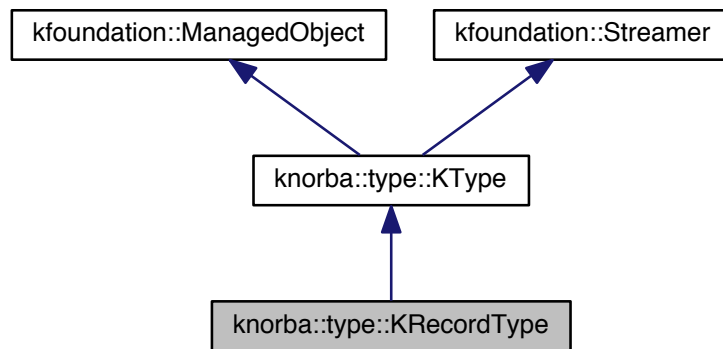 kfoundation::ManagedObject
kfoundation::Streamer
knorba::type::KType
knorba::type::KRecordType